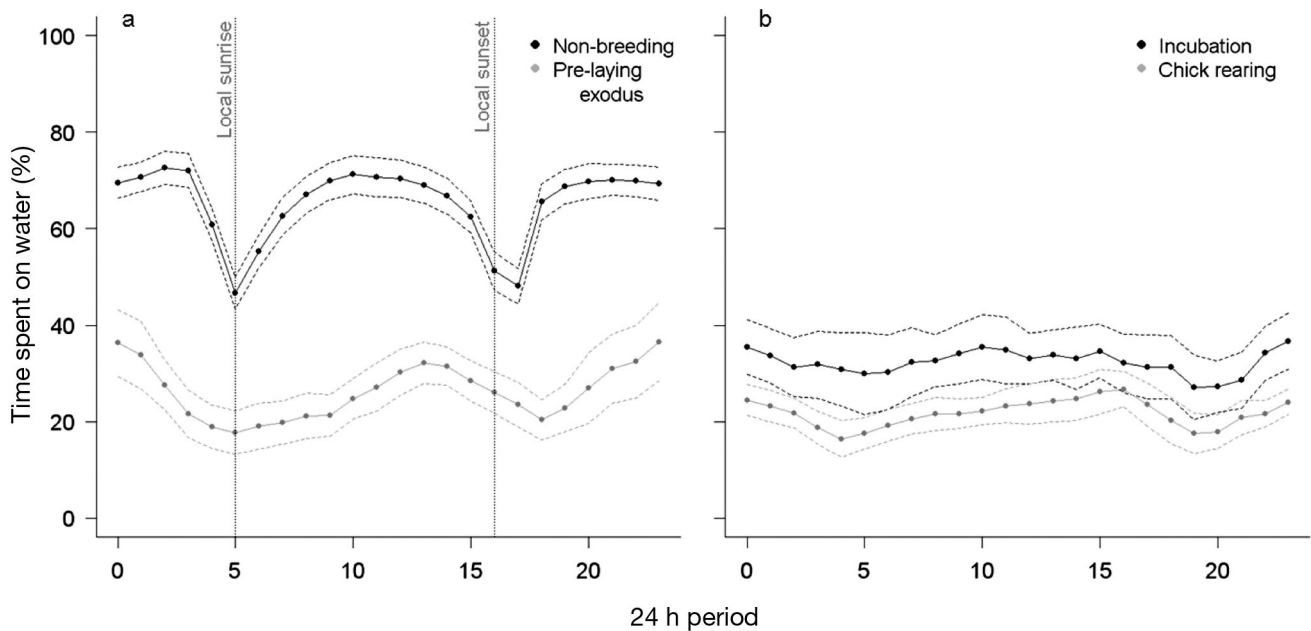 a
Local sunrise
Local sunset
Non-breeding
Pre-laying
exodus
b
Incubation
Chick rearing
Time spent on water (%)
100
80
60
40
20
0
0 5 10 15 20
0 5 10 15 20
24 h period